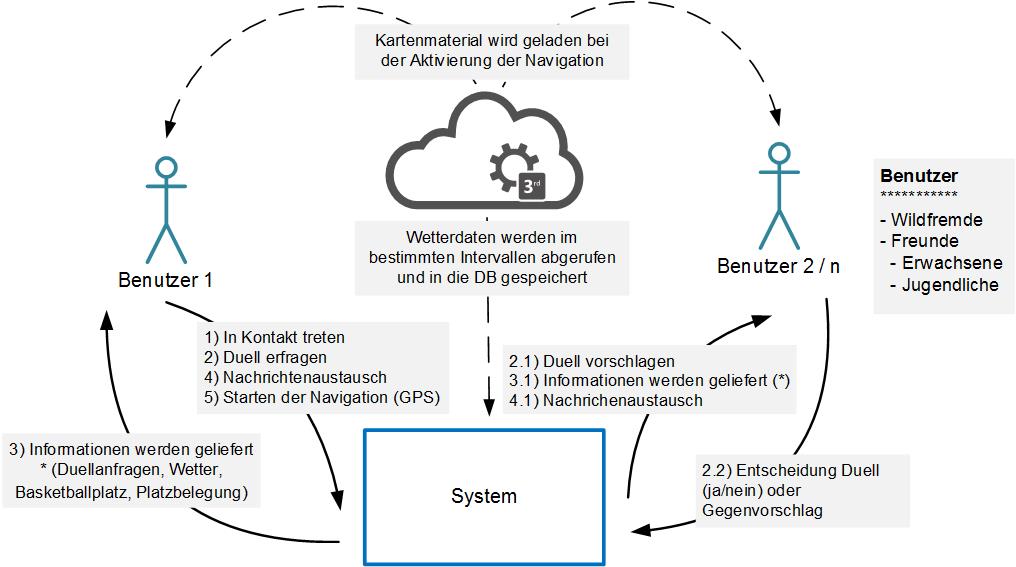 Kartenmaterial wird geladen bei
der Aktivierung der Navigation
3rd
Benutzer
***********
- Wildfremde
- Freunde
- Erwachsene
- Jugendliche
Wetterdaten werden im
bestimmten Intervallen abgerufen
und in die DB gespeichert
Benutzer 1
Benutzer 2 / n
1) In Kontakt treten
2) Duell erfragen
4) Nachrichtenaustausch
5) Starten der Navigation (GPS)
2.1) Duell vorschlagen
3.1) Informationen werden geliefert (*)
4.1) Nachrichenaustausch
3) Informationen werden geliefert
* (Duellanfragen, Wetter,
Basketballplatz, Platzbelegung)
System
2.2) Entscheidung Duell
(ja/nein) oder
Gegenvorschlag